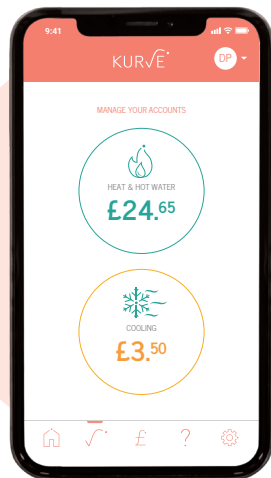 9:41
KURVE
DP
MANAGE YOUR ACCOUNTS
HEAT & HOT WATER
£24.65
COOLING
£3.50
£
?